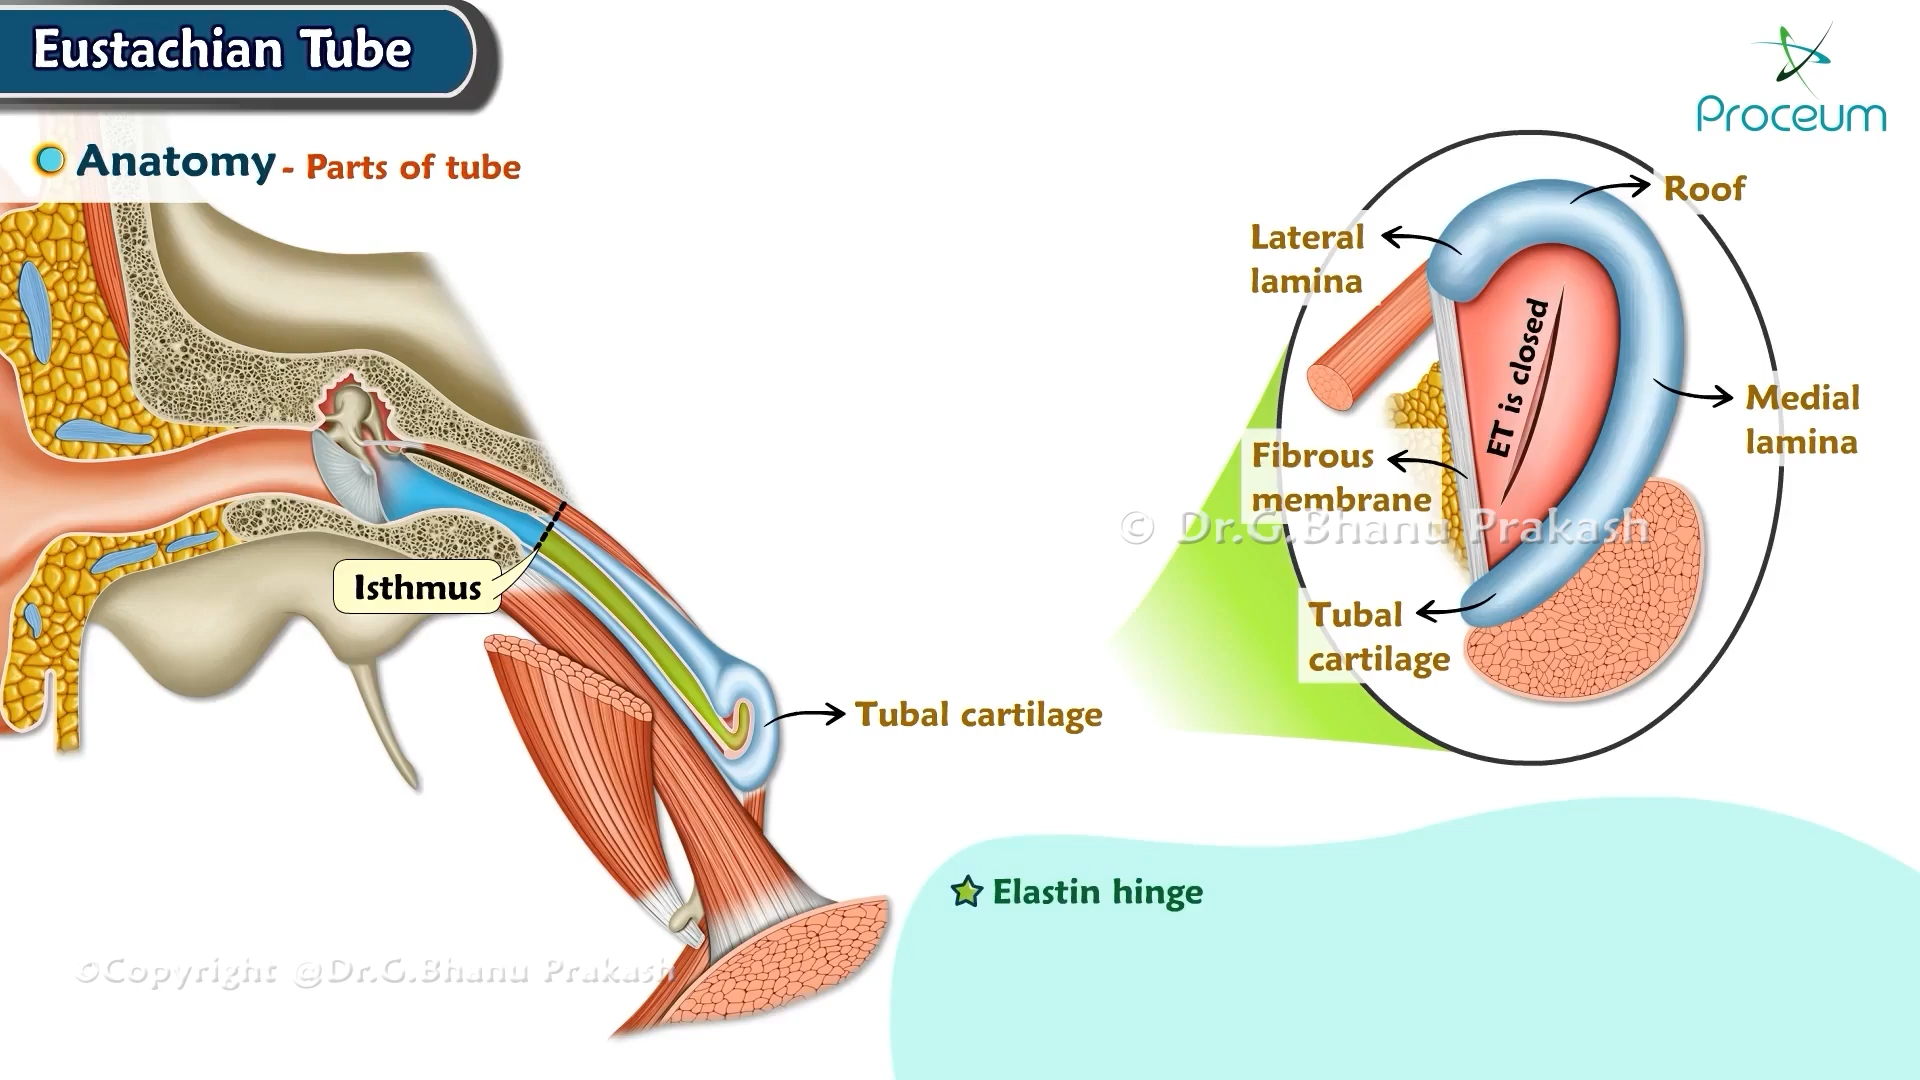 Eustachian Tube
Proceum
Anatomy - Parts of tube
Roof
Lateral
lamina
ET is closed
Medial
lamina
Fibrous
membrane
© Dr.G.Bhanu Prakash
Isthmus
Tubal
cartilage
Tubal cartilage
Elastin hinge
©Copyright @Dr.G.Bhanu Prakash